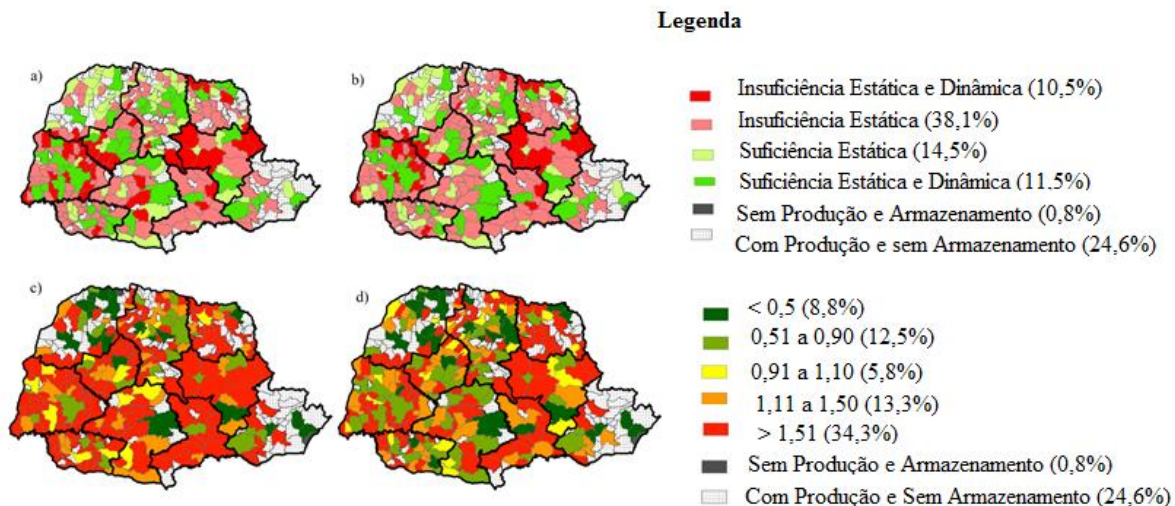 Legenda
a)
b)
Insuficiência Estática e Dinâmica (10,5%)
Insuficiência Estática (38,1%)
Suficiência Estática (14,5%)
Suficiência Estática e Dinâmica (11,5%)
Sem Produção e Armazenamento (0,8%)
Com Produção e sem Armazenamento (24,6%)
c)
d)
< 0,5 (8,8%)
0,51 a 0,90 (12,5%)
0,91 a 1,10 (5,8%)
1,11 a 1,50 (13,3%)
> 1,51 (34,3%)
Sem Produção e Armazenamento (0,8%)
Com Produção e Sem Armazenamento (24,6%)